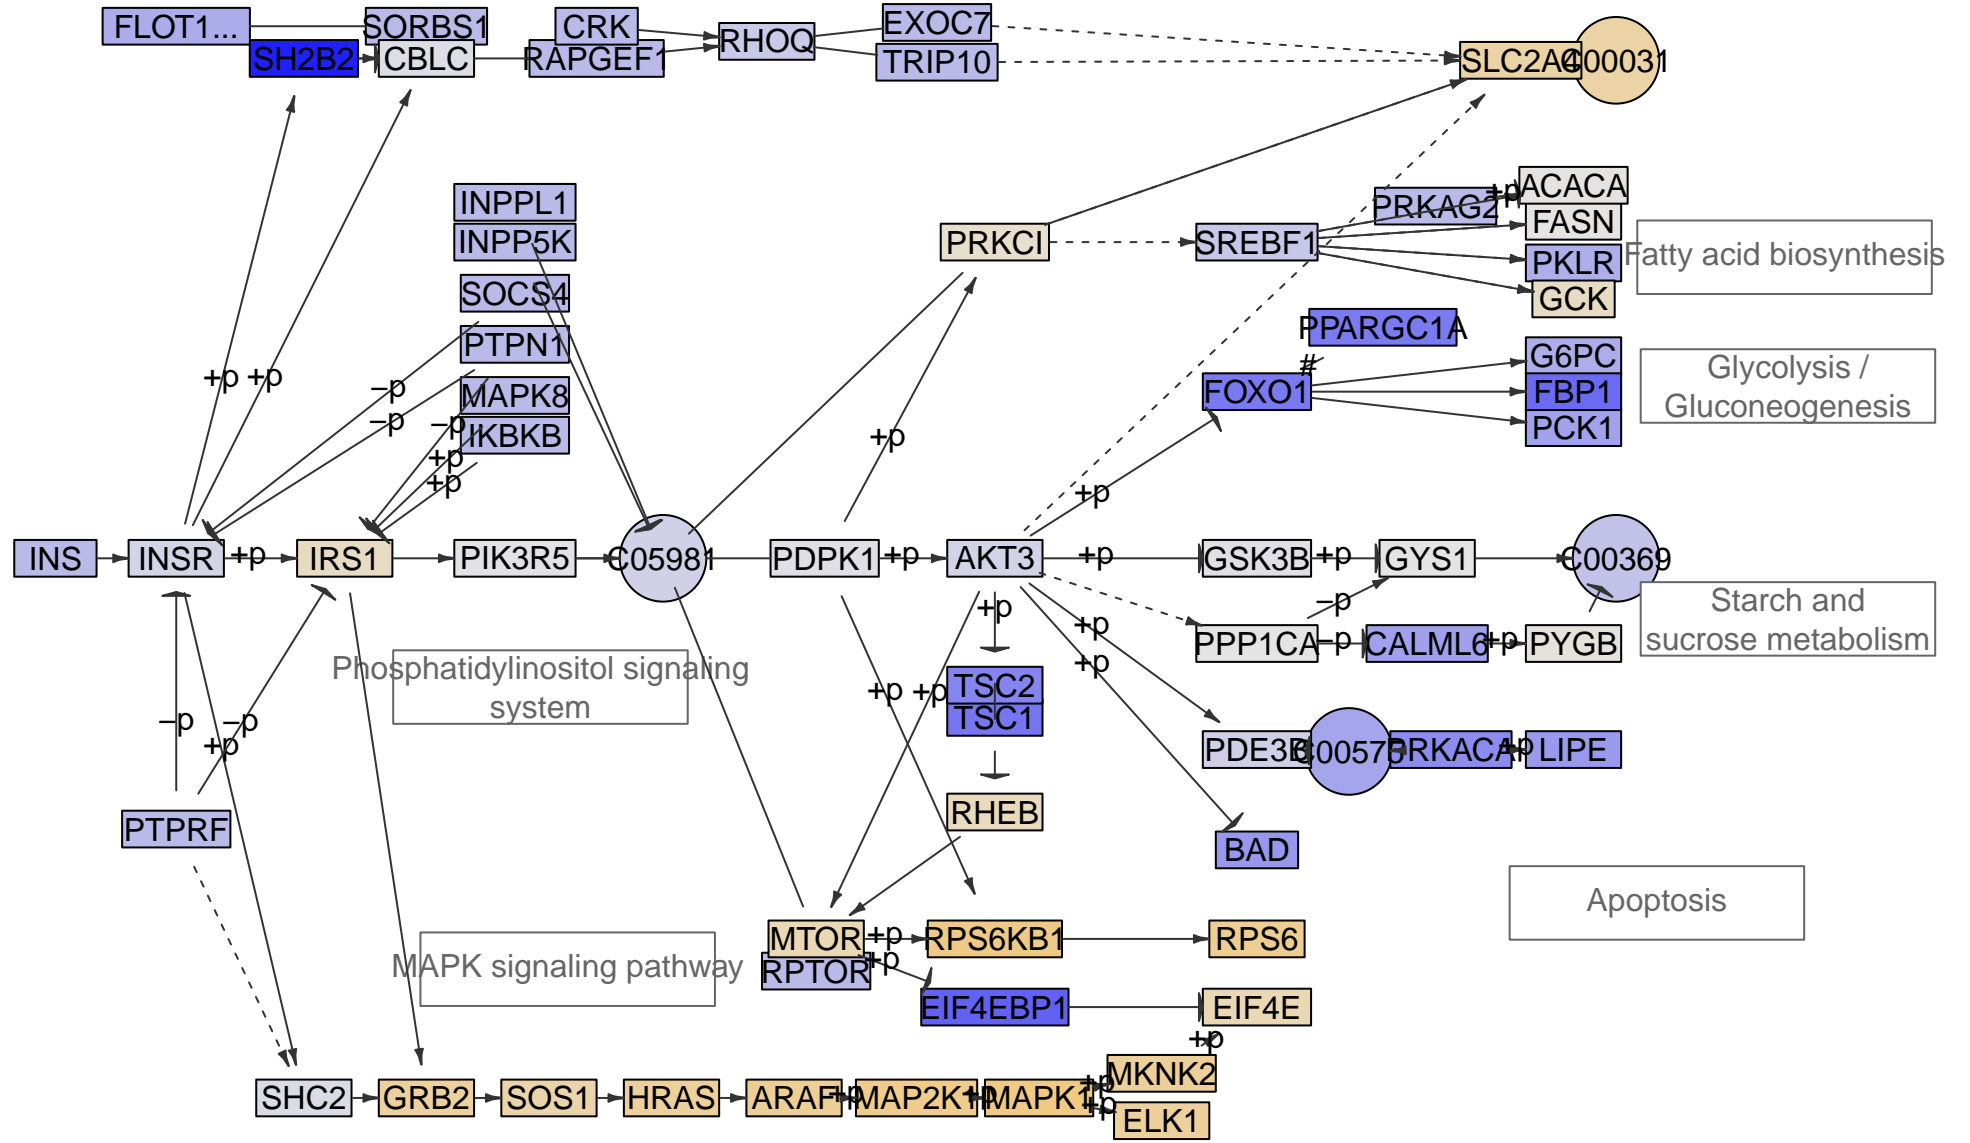 FLOT1...
SORBS1
CRK
EXOC7
RHOQ
SH2B2
CBLC
RAPGEF1
TRIP10
SLC2A4
C00031
INPPL1
INPP5K
SOCS4
PTPN1
MAPK8
IKBKB
PRKCI
SREBF1
PRKAG2
+p
ACACA
FASN
PKLR
GCK
Fatty acid biosynthesis
PPARGC1A
#
FOXO1
G6PC
FBP1
PCK1
Glycolysis /
Gluconeogenesis
+p
+p
−p
−p
−p
+p
+p
+p
+p
INS
INSR
+p
IRS1
PIK3R5
C05981
PDPK1
+p
AKT3
+p
GSK3B
+p
GYS1
C00369
+p
+p
+p
−p
PPP1CA
−p
CALML6
+p
PYGB
Starch and
sucrose metabolism
Phosphatidylinositol signaling
system
−p
−p
+p
+p
+p
TSC2
TSC1
PDE3B
C00575
PRKACA
+p
LIPE
PTPRF
RHEB
BAD
Apoptosis
MTOR
+p
RPS6KB1
RPS6
MAPK signaling pathway
RPTOR
+p
EIF4EBP1
EIF4E
+p
SHC2
GRB2
SOS1
HRAS
ARAF
+p
MAP2K1
+p
MAPK1
+p
+p
MKNK2
ELK1